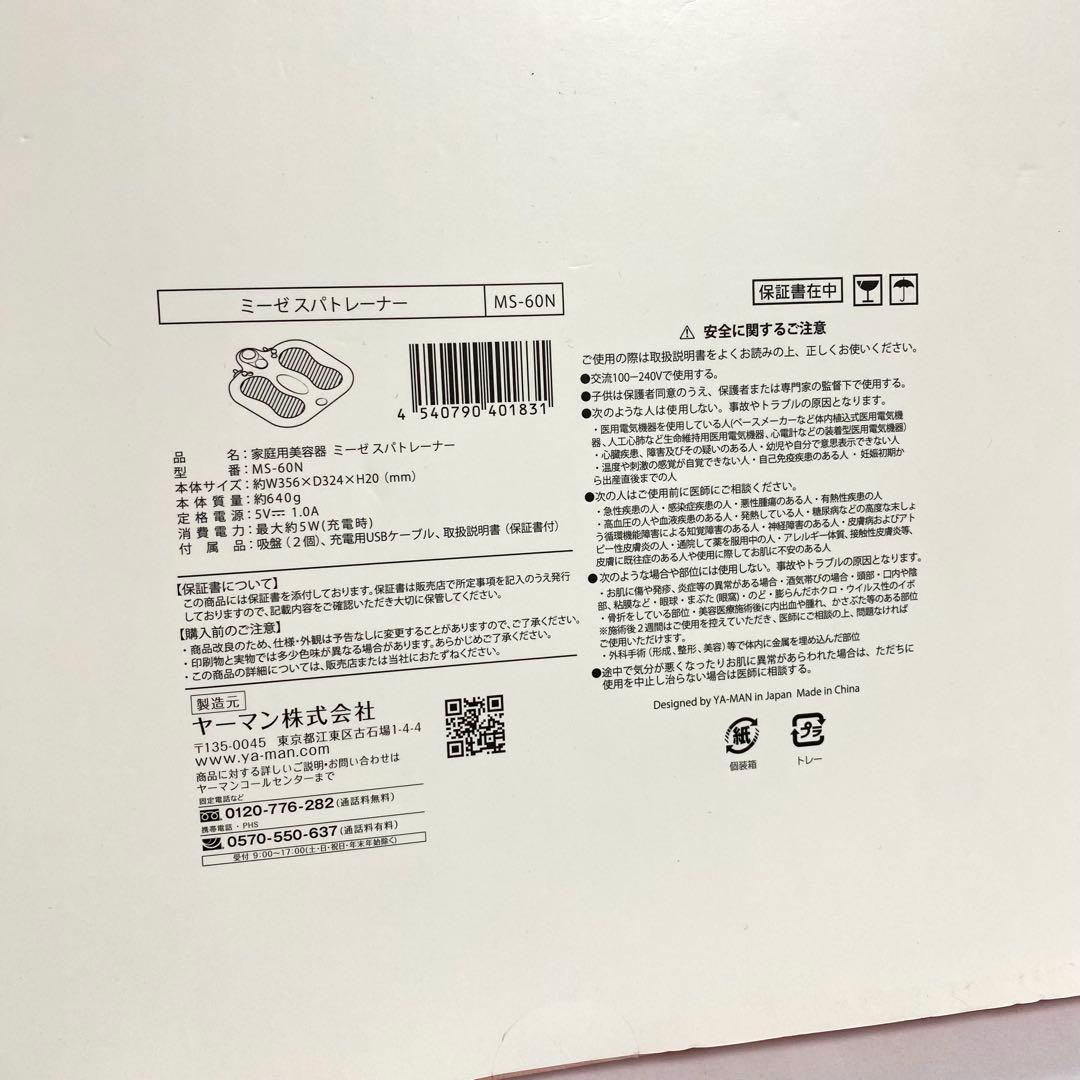 ミーゼ スパトレーナー MS-60N
4 540790 401831
品 名：家庭用美容器 ミーゼ スパトレーナー
型 番：MS-60N
本体サイズ：約W356×D324×H20（mm）
本体質量：約640g
定格電源：5V⎓ 1.0A
消費電力：最大約5W（充電時）
付 属 品：吸盤（2個）、充電用USBケーブル、取扱説明書（保証書付）
【保証書について】
この商品には保証書を添付しております。保証書は販売店で所定事項を記入のうえ発行
しておりますので、記載内容をご確認いただき大切に保管してください。
【購入前のご注意】
・商品改良のため、仕様・外観は予告なしに変更することがありますので、ご了承ください。
・印刷物と実物では多少色味が異なる場合があります。あらかじめご了承ください。
・この商品の詳細については、販売店または当社におたずねください。
製造元
ヤーマン株式会社
〒135-0045 東京都江東区古石場1-4-4
www.ya-man.com
商品に対する詳しいご説明・お問い合わせは
ヤーマンコールセンターまで
固定電話など
0120-776-282（通話料無料）
携帯電話・PHS
0570-550-637（通話料有料）
受付 9:00〜17:00（土・日・祝日・年末年始除く）
保証書在中
⚠ 安全に関するご注意
ご使用の際は取扱説明書をよくお読みの上、正しくお使いください。
●交流100ー240Vで使用する。
●子供は保護者同意のうえ、保護者または専門家の監督下で使用する。
●次のような人は使用しない。事故やトラブルの原因となります。
・医用電気機器を使用している人(ペースメーカーなど体内植込式医用電気機
器、人工心肺など生命維持用医用電気機器、心電計などの装着型医用電気機器)
・心臓疾患、障害及びその疑いのある人・幼児や自分で意思表示できない人
・温度や刺激の感覚が自覚できない人・自己免疫疾患のある人・妊娠初期か
ら出産直後までの人
●次の人はご使用前に医師にご相談ください。
・急性疾患の人・感染症疾患の人・悪性腫瘍のある人・有熱性疾患の人
・高血圧の人や血液疾患のある人・発熱している人・糖尿病などの高度な末しょ
う循環機能障害による知覚障害のある人・神経障害のある人・皮膚病およびアト
ピー性皮膚炎の人・通院して薬を服用中の人・アレルギー体質、接触性皮膚炎等、
皮膚に既往症のある人や使用に際してお肌に不安のある人
●次のような場合や部位には使用しない。事故やトラブルの原因となります。
・お肌に傷や発疹、炎症等の異常がある場合・酒気帯びの場合・頭部・口内や陰
部、粘膜など・眼球・まぶた(眼窩)・のど・膨らんだホクロ・ウイルス性のイボ
・骨折をしている部位・美容医療施術後に内出血や腫れ、かさぶた等のある部位
※施術後2週間はご使用を控えていただき、医師にご相談の上、問題なければ
ご使用いただけます。
・外科手術（形成、整形、美容）等で体内に金属を埋め込んだ部位
●途中で気分が悪くなったりお肌に異常があらわれた場合は、ただちに
使用を中止し治らない場合は医師に相談する。
Designed by YA-MAN in Japan Made in China
紙 プラ
個装箱 トレー